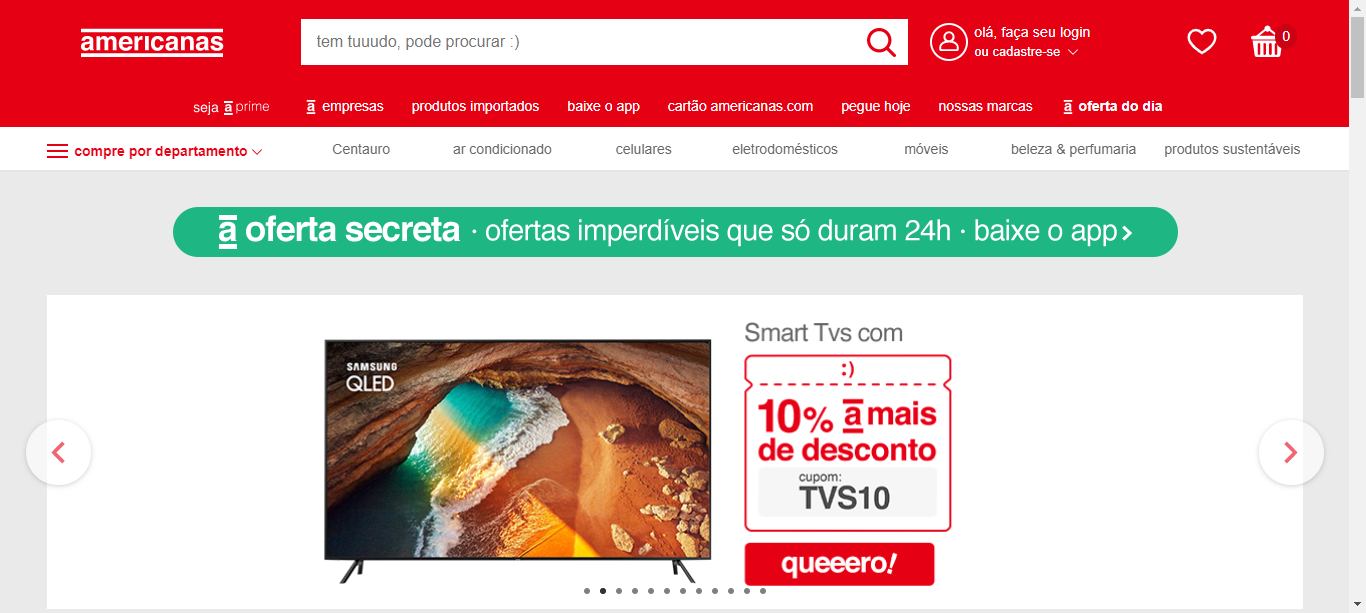 americanas
tem tuuudo, pode procurar :)
olá, faça seu login
ou cadastre-se
0
seja a prime
a empresas
produtos importados
baixe o app
cartão americanas.com
pegue hoje
nossas marcas
a oferta do dia
compre por departamento
Centauro
ar condicionado
celulares
eletrodomésticos
móveis
beleza & perfumaria
produtos sustentáveis
a oferta secreta · ofertas imperdíveis que só duram 24h · baixe o app >
SAMSUNG
QLED
Smart Tvs com
:)
10% a mais
de desconto
cupom:
TVS10
queeero!